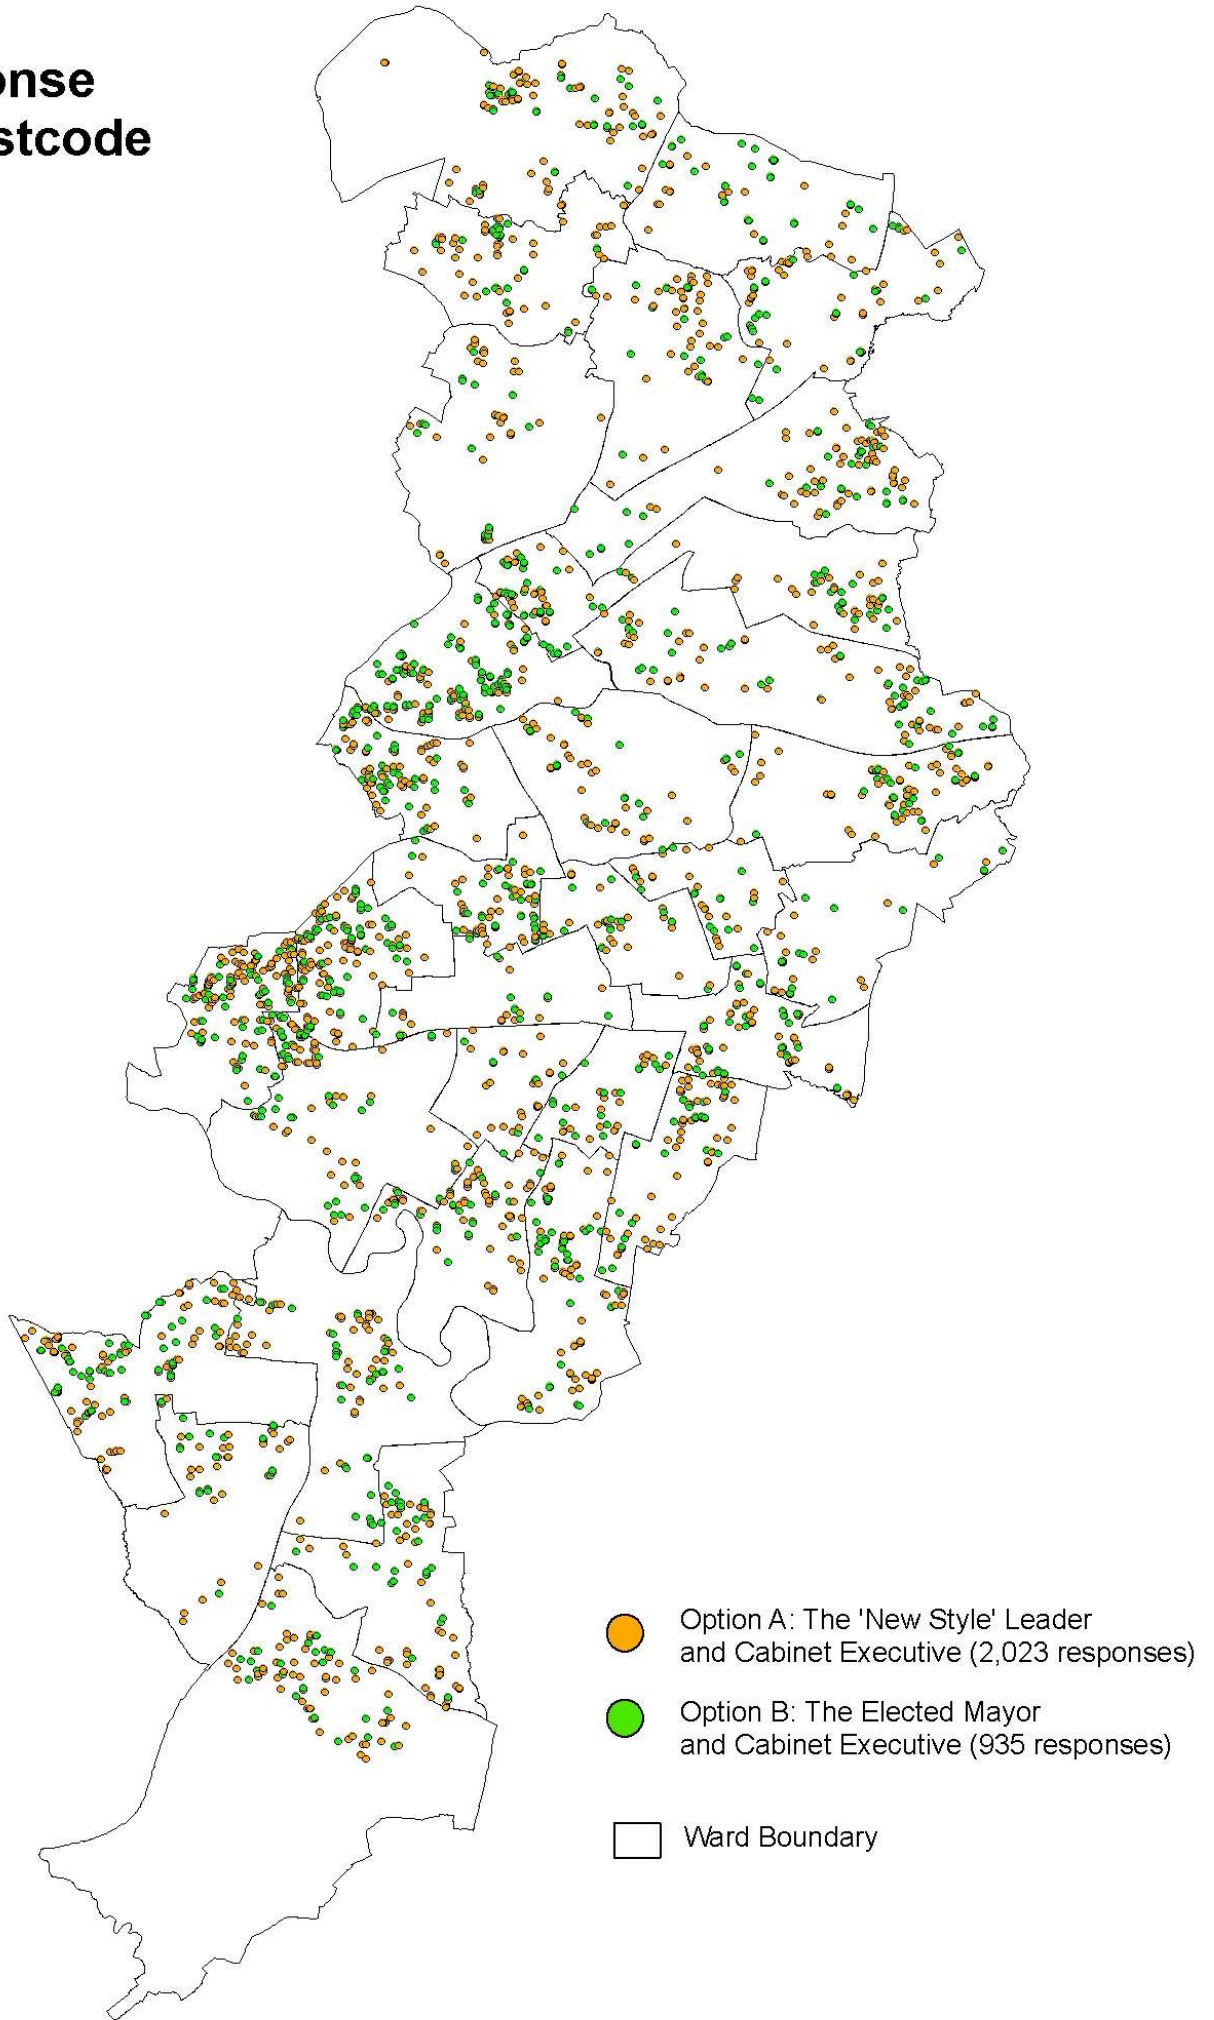 onse
stcode
Option A: The 'New Style' Leader
and Cabinet Executive (2,023 responses)
Option B: The Elected Mayor
and Cabinet Executive (935 responses)
Ward Boundary